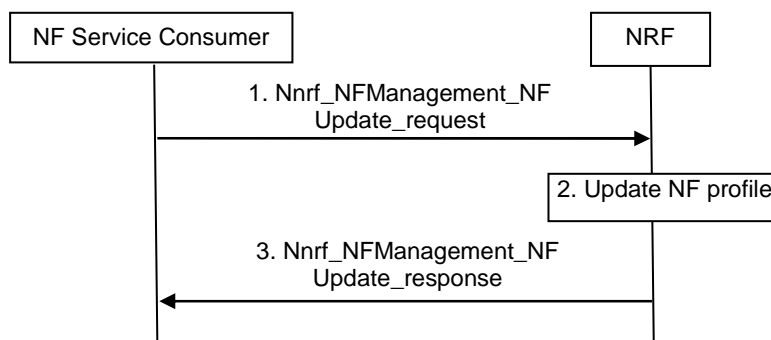 NF Service Consumer
NRF
1. Nnrf_NFManagement_NF
Update_request
2. Update NF profile
3. Nnrf_NFManagement_NF
Update_response